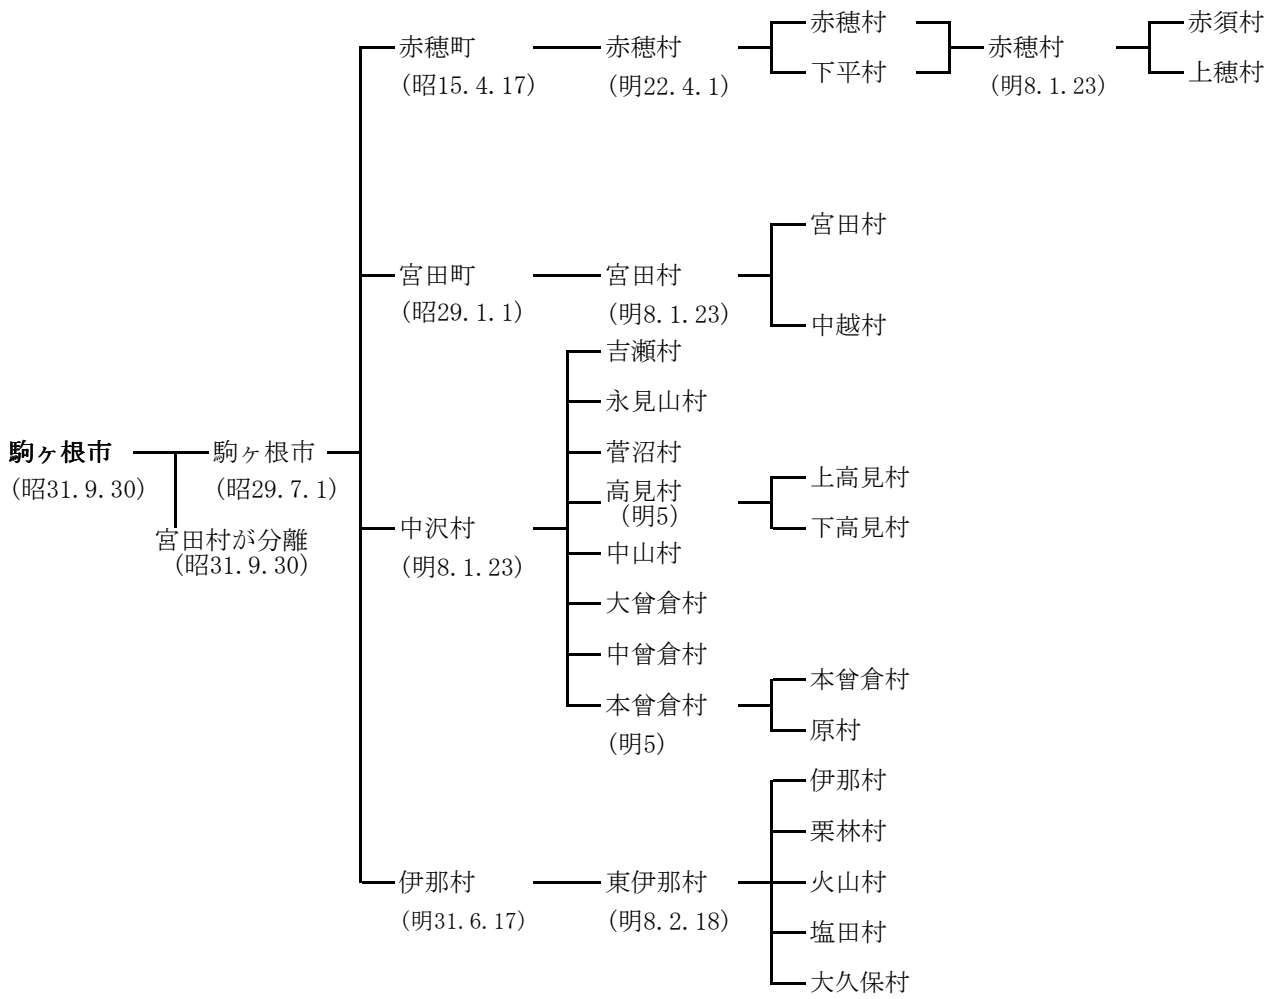 赤穂町
(昭15.4.17)
赤穂村
(明22.4.1)
赤穂村
下平村
赤穂村
(明8.1.23)
赤須村
上穂村
宮田町
(昭29.1.1)
宮田村
(明8.1.23)
宮田村
中越村
駒ヶ根市
(昭31.9.30)
駒ヶ根市
(昭29.7.1)
宮田村が分離
(昭31.9.30)
中沢村
(明8.1.23)
吉瀬村
永見山村
菅沼村
高見村
(明5)
中山村
大曾倉村
中曾倉村
本曾倉村
(明5)
上高見村
下高見村
本曾倉村
原村
伊那村
(明31.6.17)
東伊那村
(明8.2.18)
伊那村
栗林村
火山村
塩田村
大久保村